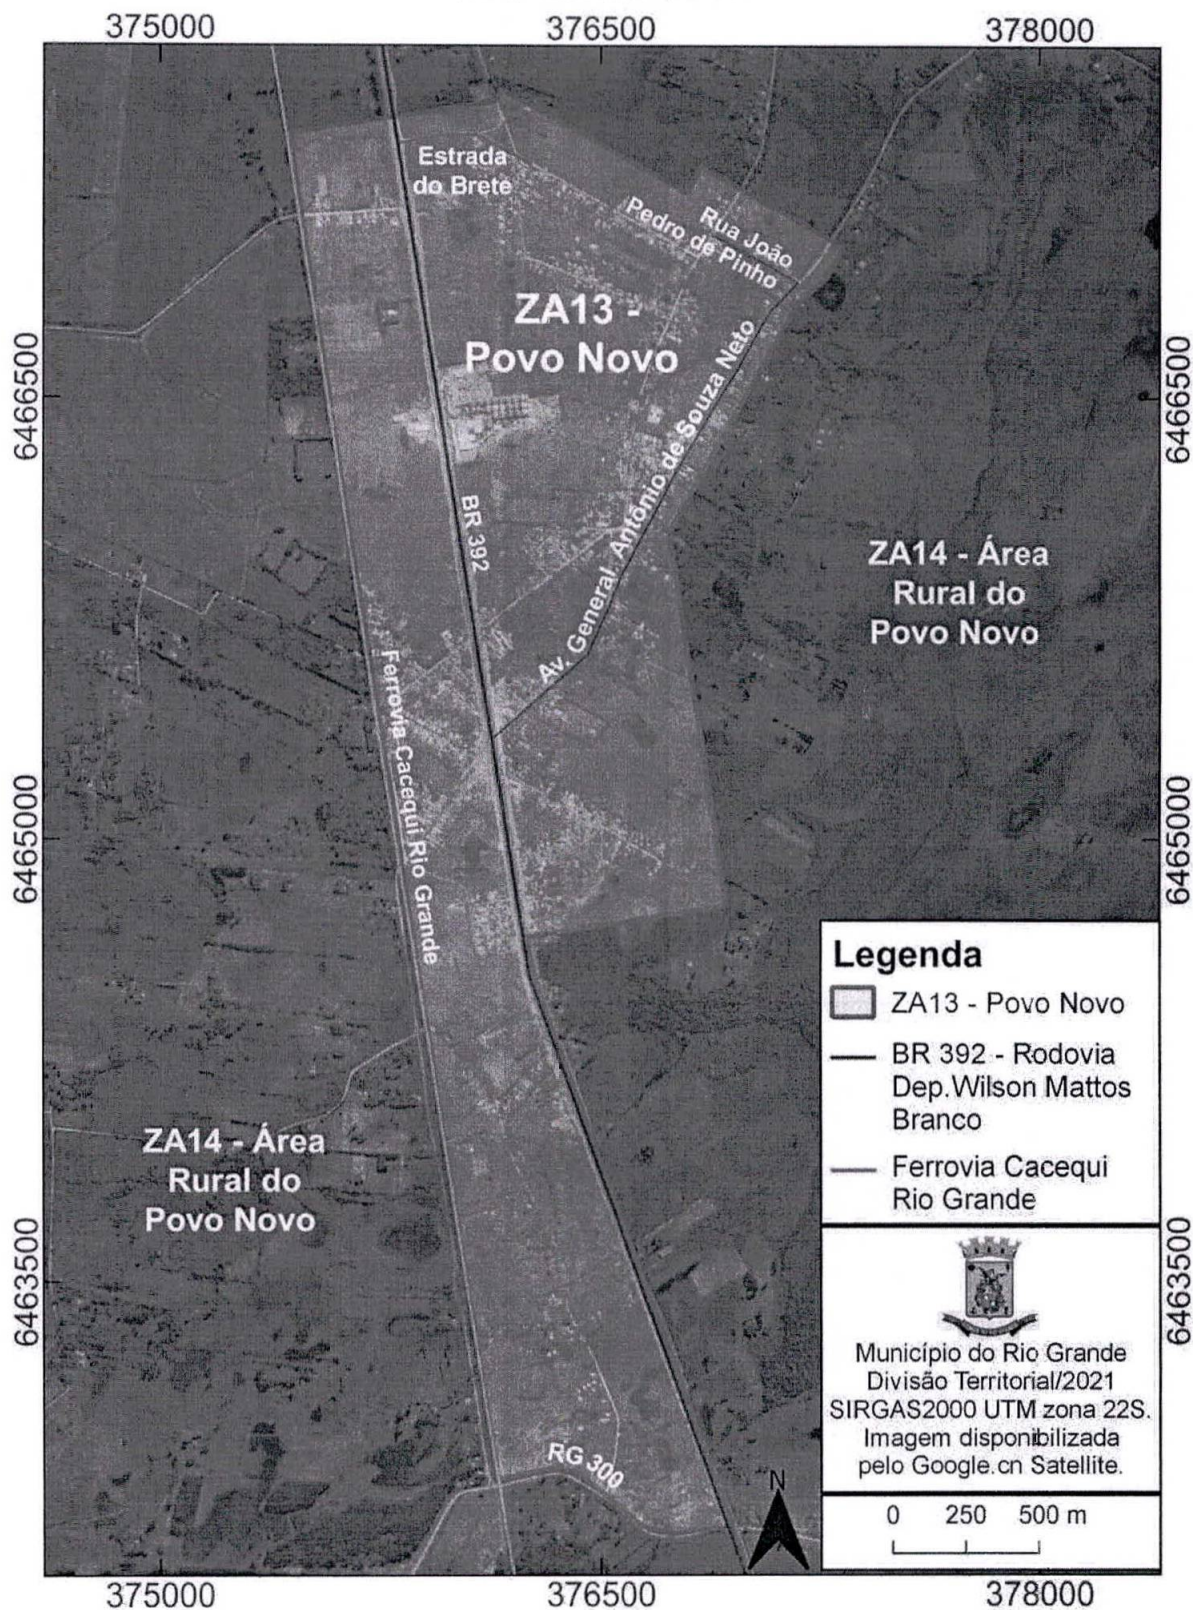 375000
376500
378000
Estrada
do Brete
Rua João
Pedro de Pinho
ZA13 -
Povo Novo
6466500
6466500
Av. General. Antônio de Souza Neto
BR 392
ZA14 - Área
Rural do
Povo Novo
Ferrovia Cacequi Rio Grande
6465000
6465000
Legenda
ZA13 - Povo Novo
BR 392 - Rodovia
Dep.Wilson Mattos
Branco
Ferrovia Cacequi
Rio Grande
ZA14 - Área
Rural do
Povo Novo
6463500
6463500
Município do Rio Grande
Divisão Territorial/2021
SIRGAS2000 UTM zona 22S.
Imagem disponibilizada
pelo Google.cn Satellite.
RG 300
N
0 250 500 m
375000
376500
378000